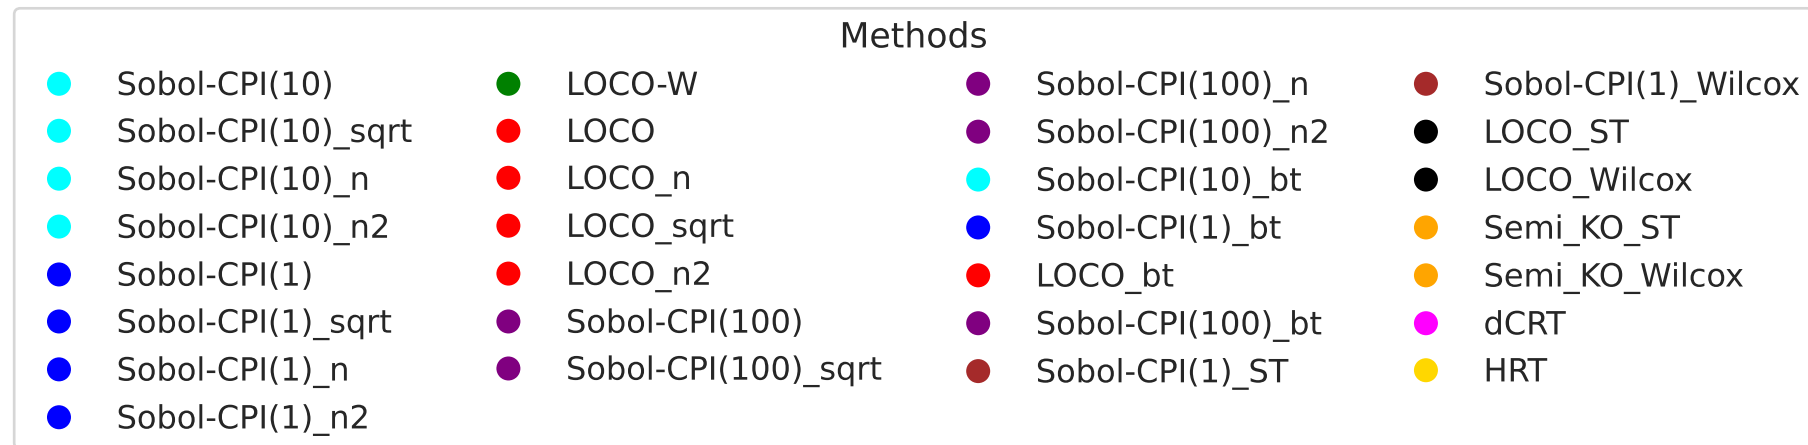 Methods
Sobol-CPI(10)
Sobol-CPI(10)_sqrt
Sobol-CPI(10)_n
Sobol-CPI(10)_n2
Sobol-CPI(1)
Sobol-CPI(1)_sqrt
Sobol-CPI(1)_n
Sobol-CPI(1)_n2
LOCO-W
LOCO
LOCO_n
LOCO_sqrt
LOCO_n2
Sobol-CPI(100)
Sobol-CPI(100)_sqrt
Sobol-CPI(100)_n
Sobol-CPI(100)_n2
Sobol-CPI(10)_bt
Sobol-CPI(1)_bt
LOCO_bt
Sobol-CPI(100)_bt
Sobol-CPI(1)_ST
Sobol-CPI(1)_Wilcox
LOCO_ST
LOCO_Wilcox
Semi_KO_ST
Semi_KO_Wilcox
dCRT
HRT